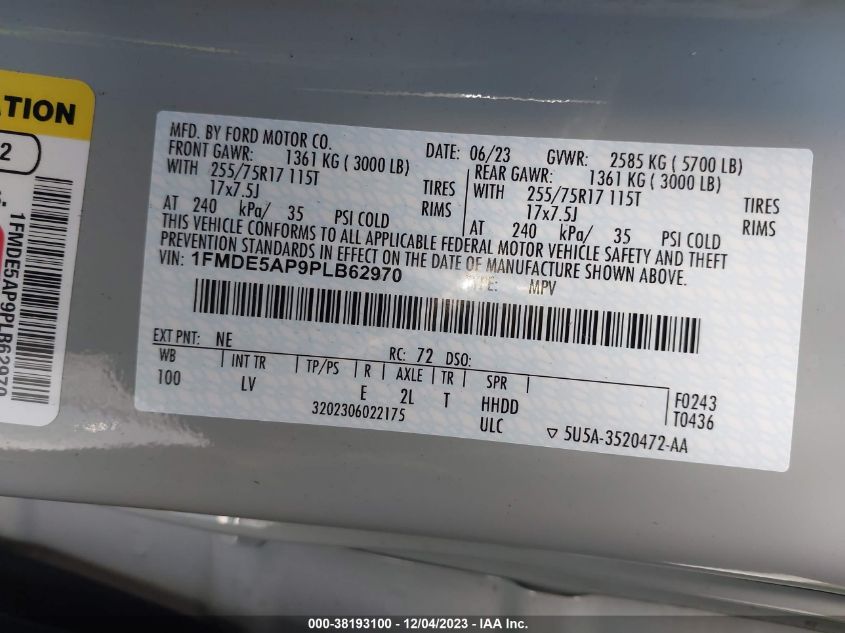 ATION
2
1FMDE5AP9PLB62970
MFD. BY FORD MOTOR CO.
DATE: 06/23 GVWR: 2585 KG ( 5700 LB)
FRONT GAWR: 1361 KG ( 3000 LB)
REAR GAWR: 1361 KG ( 3000 LB)
WITH 255/75R17 115T TIRES
WITH 255/75R17 115T TIRES
17x7.5J RIMS
17x7.5J RIMS
AT 240 kPa/ 35 PSI COLD
AT 240 kPa/ 35 PSI COLD
THIS VEHICLE CONFORMS TO ALL APPLICABLE FEDERAL MOTOR VEHICLE SAFETY AND THEFT
PREVENTION STANDARDS IN EFFECT ON THE DATE OF MANUFACTURE SHOWN ABOVE.
VIN: 1FMDE5AP9PLB62970 TYPE: MPV
EXT PNT: NE RC: 72 DSO:
WB INT TR TP/PS R AXLE TR SPR
100 LV E 2L T HHDD F0243
3202306022175 ULC T0436
5U5A-3520472-AA
000-38193100 - 12/04/2023 - IAA Inc.